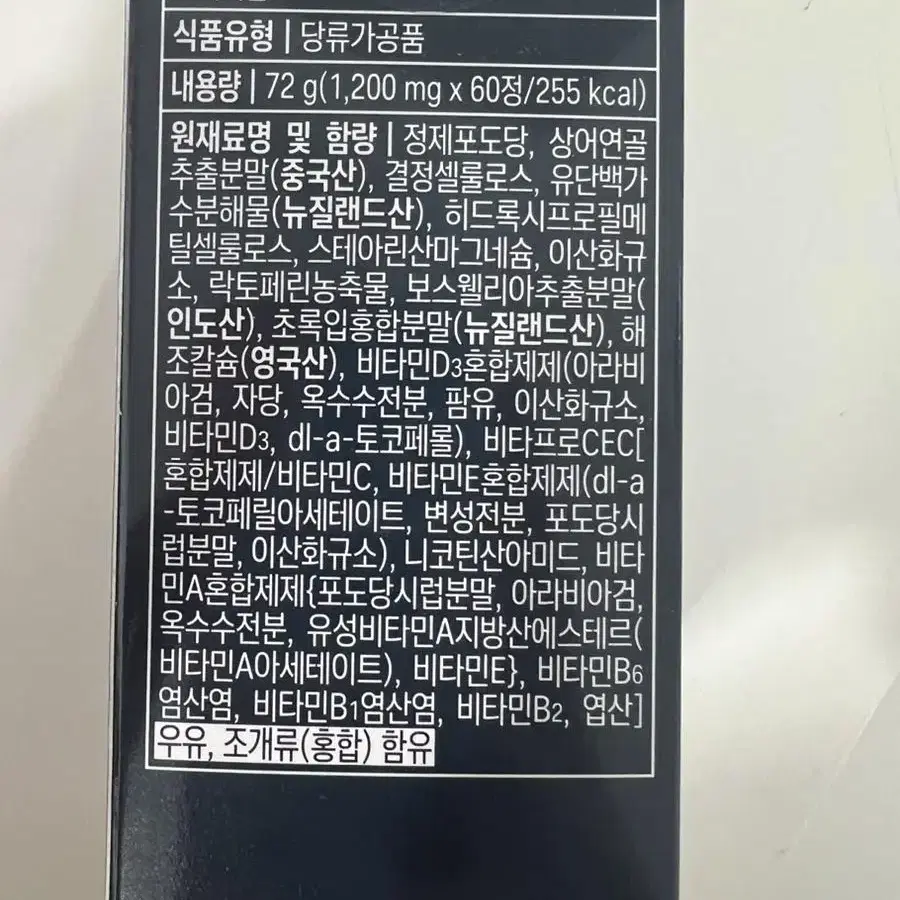 식품유형 | 당류가공품
내용량 | 72 g(1,200 mg x 60정/255 kcal)
원재료명 및 함량 | 정제포도당, 상어연골
추출분말(중국산), 결정셀룰로스, 유단백가
수분해물(뉴질랜드산), 히드록시프로필메
틸셀룰로스, 스테아린산마그네슘, 이산화규
소, 락토페린농축물, 보스웰리아추출분말(
인도산), 초록입홍합분말(뉴질랜드산), 해
조칼슘(영국산), 비타민D3혼합제제(아라비
아검, 자당, 옥수수전분, 팜유, 이산화규소,
비타민D3, dl-a-토코페롤), 비타프로CEC[
혼합제제/비타민C, 비타민E혼합제제(dl-a
-토코페릴아세테이트, 변성전분, 포도당시
럽분말, 이산화규소), 니코틴산아미드, 비타
민A혼합제제{포도당시럽분말, 아라비아검,
옥수수전분, 유성비타민A지방산에스테르(
비타민A아세테이트), 비타민E}, 비타민B6
염산염, 비타민B1염산염, 비타민B2, 엽산]
우유, 조개류(홍합) 함유